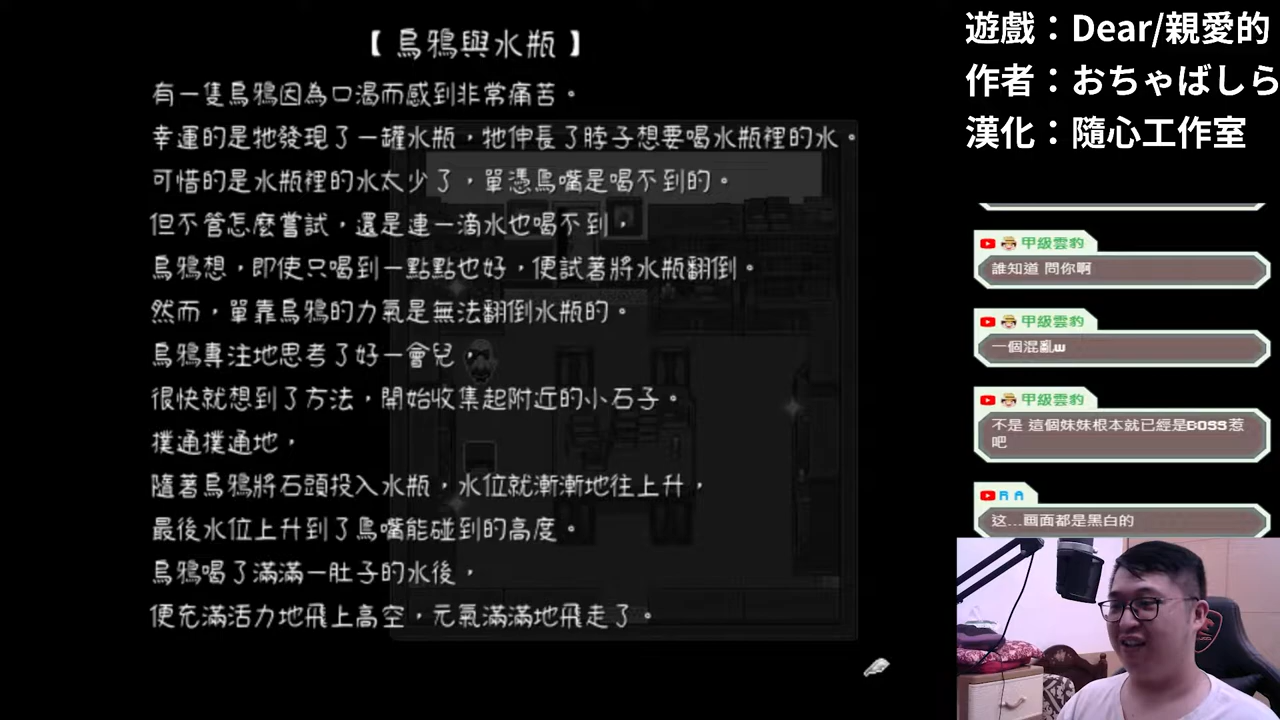 【烏鴉與水瓶】
有一隻烏鴉因為口渴而感到非常痛苦。
幸運的是牠發現了一罐水瓶，牠伸長了脖子想要喝水瓶裡的水。
可惜的是水瓶裡的水太少了，單憑鳥嘴是喝不到的。
但不管怎麼嘗試，還是連一滴水也喝不到，
烏鴉想，即使只喝到一點點也好，便試著將水瓶翻倒。
然而，單靠烏鴉的力氣是無法翻倒水瓶的。
烏鴉專注地思考了好一會兒，
很快就想到了方法，開始收集起附近的小石子。
撲通撲通地，
隨著烏鴉將石頭投入水瓶，水位就漸漸地往上升，
最後水位上升到了鳥嘴能碰到的高度。
烏鴉喝了滿滿一肚子的水後，
便充滿活力地飛上高空，元氣滿滿地飛走了。
遊戲：Dear/親愛的
作者：おちゃばしら
漢化：隨心工作室
甲級雲豹
誰知道 問你啊
甲級雲豹
一個混亂w
甲級雲豹
不是 這個妹妹根本就已經是BOSS惹
吧
R A
这...画面都是黑白的